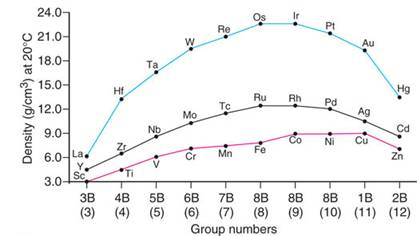 Density (g/cm³) at 20°C
24.0
21.0
18.0
15.0
12.0
9.0
6.0
3.0
La
Hf
Ta
W
Re
Os
Ir
Pt
Au
Hg
Y
Zr
Nb
Mo
Tc
Ru
Rh
Pd
Ag
Cd
Sc
Ti
V
Cr
Mn
Fe
Co
Ni
Cu
Zn
3B 4B 5B 6B 7B 8B 8B 8B 1B 2B
(3) (4) (5) (6) (7) (8) (9) (10) (11) (12)
Group numbers